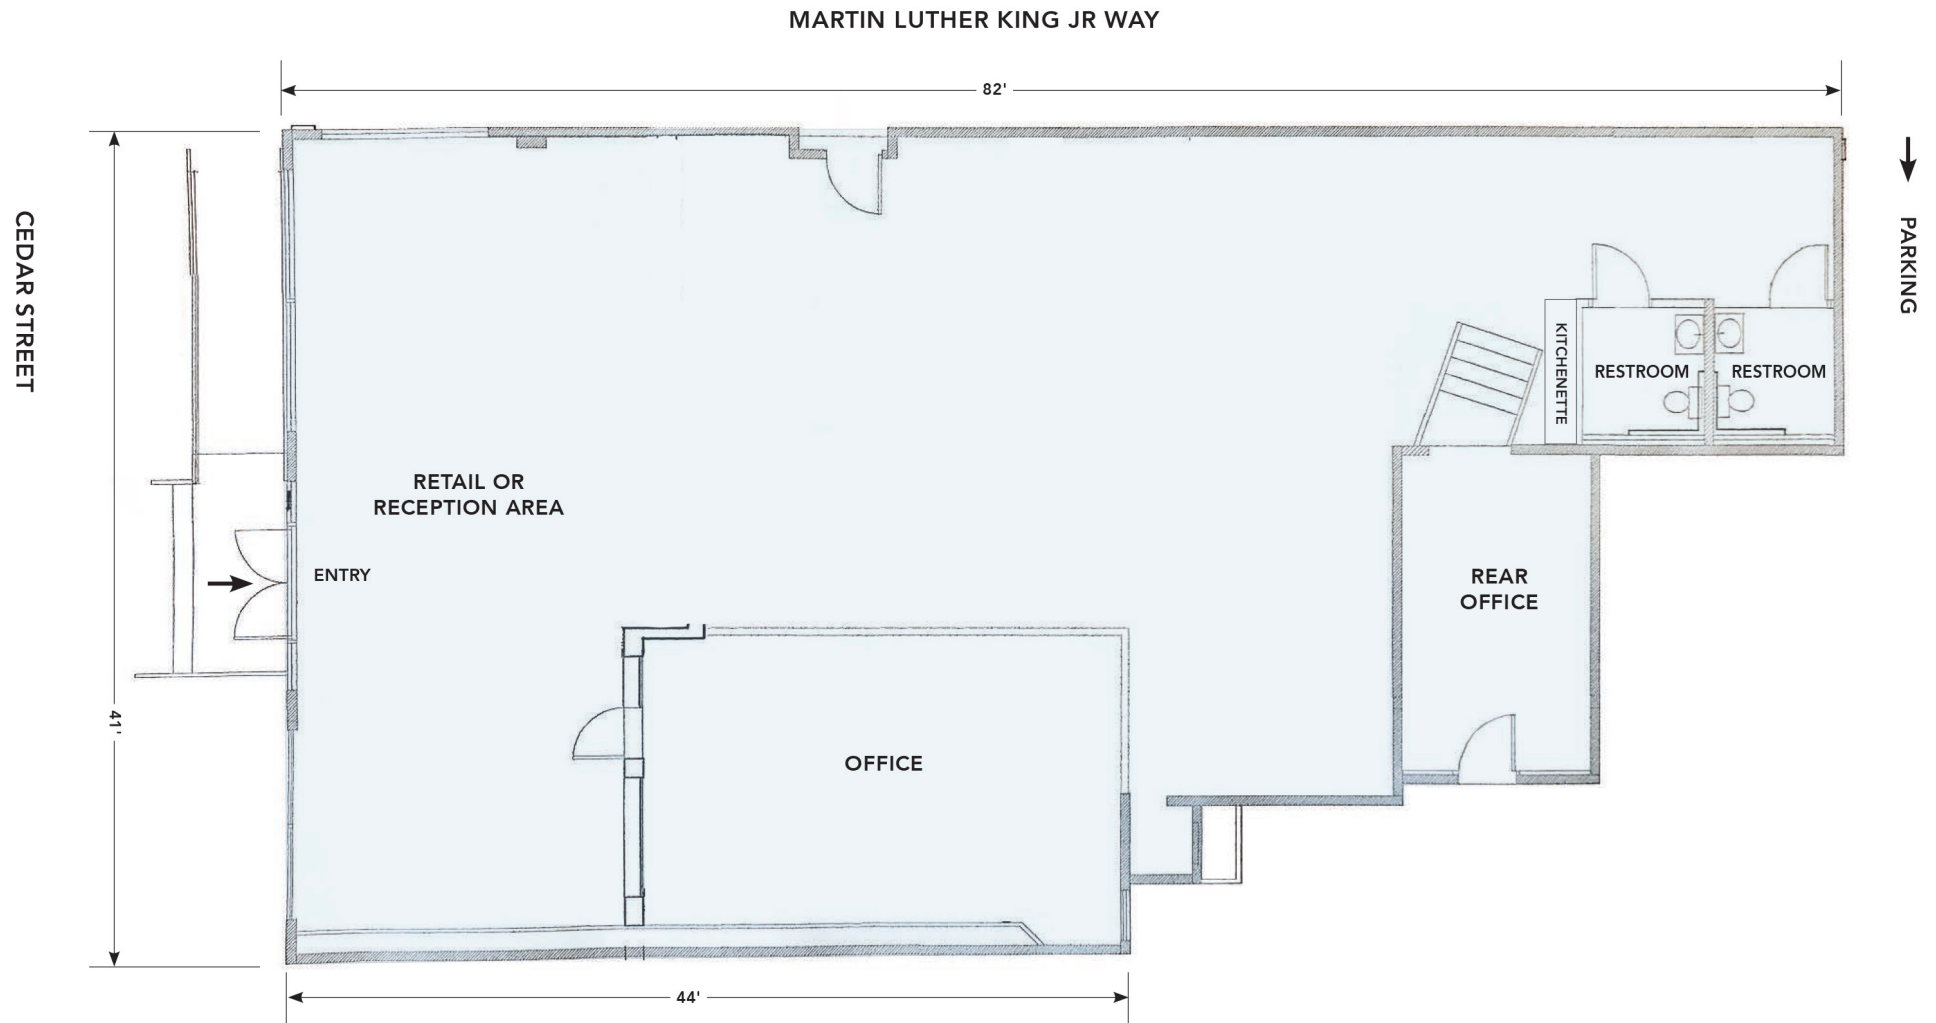 MARTIN LUTHER KING JR WAY
82'
CEDAR STREET
PARKING
KITCHENETTE
RESTROOM
RESTROOM
RETAIL OR
RECEPTION AREA
ENTRY
REAR
OFFICE
41'
OFFICE
44'